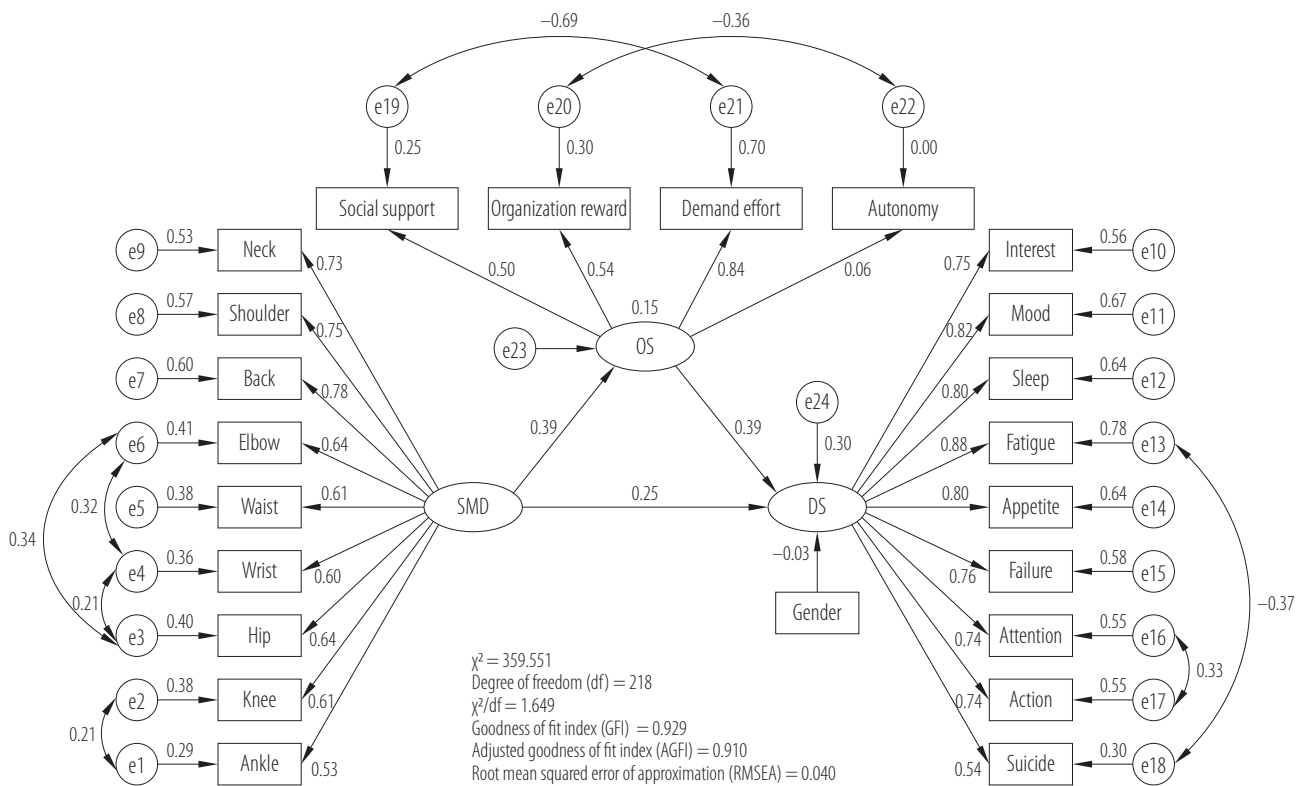 −0.69
−0.36
e19
e20
e21
e22
0.25
0.30
0.70
0.00
Social support
Organization reward
Demand effort
Autonomy
e9
0.53
Neck
0.73
0.50
0.54
0.84
0.06
0.75
Interest
0.56
e10
e8
0.57
Shoulder
0.75
0.15
OS
e23
0.82
Mood
0.67
e11
e7
0.60
Back
0.78
0.80
Sleep
0.64
e12
e24
0.39
0.39
0.30
e6
0.41
Elbow
0.64
0.88
Fatigue
0.78
e13
0.34
0.32
e5
0.38
Waist
0.61
SMD
0.25
DS
0.80
Appetite
0.64
e14
e4
0.36
Wrist
0.60
−0.03
0.76
Failure
0.58
e15
0.21
e3
0.40
Hip
0.64
Gender
0.74
Attention
0.55
e16
−0.37
0.33
e2
0.38
Knee
0.61
0.74
Action
0.55
e17
0.21
e1
0.29
Ankle
0.53
0.54
Suicide
0.30
e18
χ² = 359.551
Degree of freedom (df) = 218
χ²/df = 1.649
Goodness of fit index (GFI) = 0.929
Adjusted goodness of fit index (AGFI) = 0.910
Root mean squared error of approximation (RMSEA) = 0.040